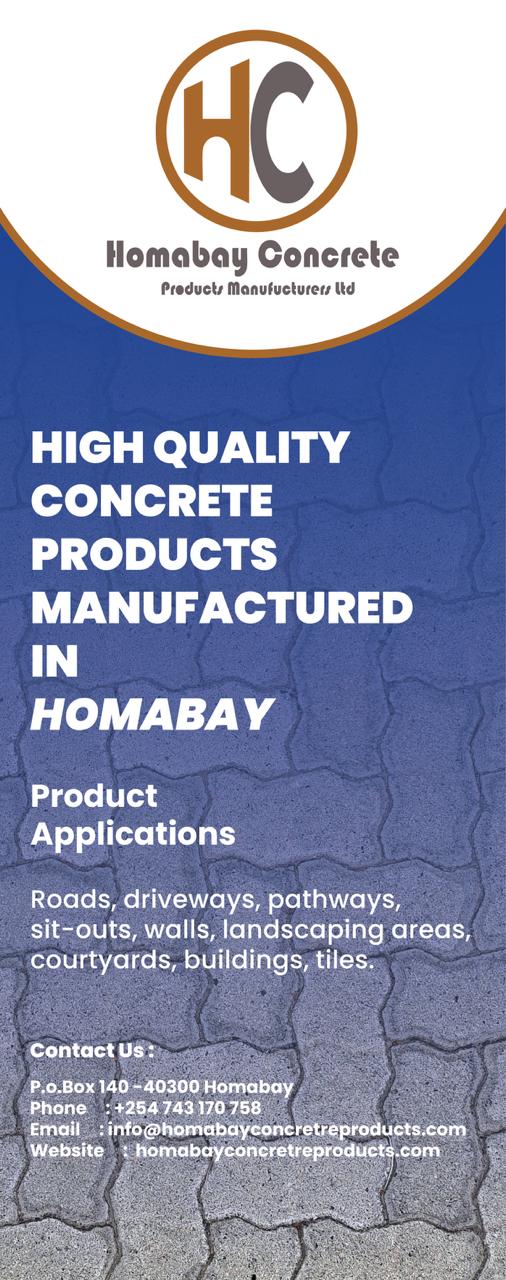 HC
Homabay Concrete
Products Manufucturers Ltd
HIGH QUALITY
CONCRETE
PRODUCTS
MANUFACTURED
IN
HOMABAY
Product
Applications
Roads, driveways, pathways,
sit-outs, walls, landscaping areas,
courtyards, buildings, tiles.
Contact Us :
P.o.Box 140 -40300 Homabay
Phone : +254 743 170 758
Email : info@homabayconcretreproducts.com
Website : homabayconcretreproducts.com